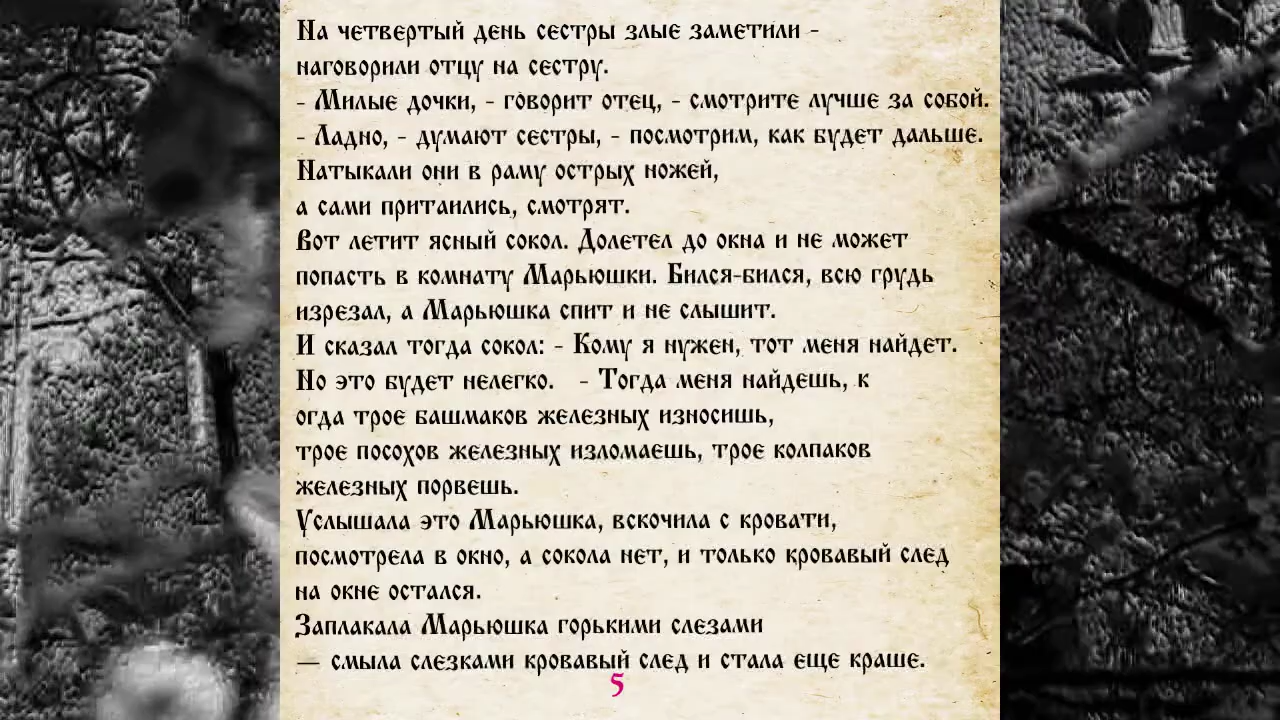 На четвертый день сестры злые заметили -
наговорили отцу на сестру.
- Милые дочки, - говорит отец, - смотрите лучше за собой.
- Ладно, - думают сестры, - посмотрим, как будет дальше.
Натыкали они в раму острых ножей,
а сами притаились, смотрят.
Вот летит ясный сокол. Долетел до окна и не может
попасть в комнату Марьюшки. Бился-бился, всю грудь
изрезал, а Марьюшка спит и не слышит.
И сказал тогда сокол: - Кому я нужен, тот меня найдет.
Но это будет нелегко. - Тогда меня найдешь, к
огда трое башмаков железных износишь,
трое посохов железных изломаешь, трое колпаков
железных порвешь.
Услышала это Марьюшка, вскочила с кровати,
посмотрела в окно, а сокола нет, и только кровавый след
на окне остался.
Заплакала Марьюшка горькими слезами
— смыла слезками кровавый след и стала еще краше.
5